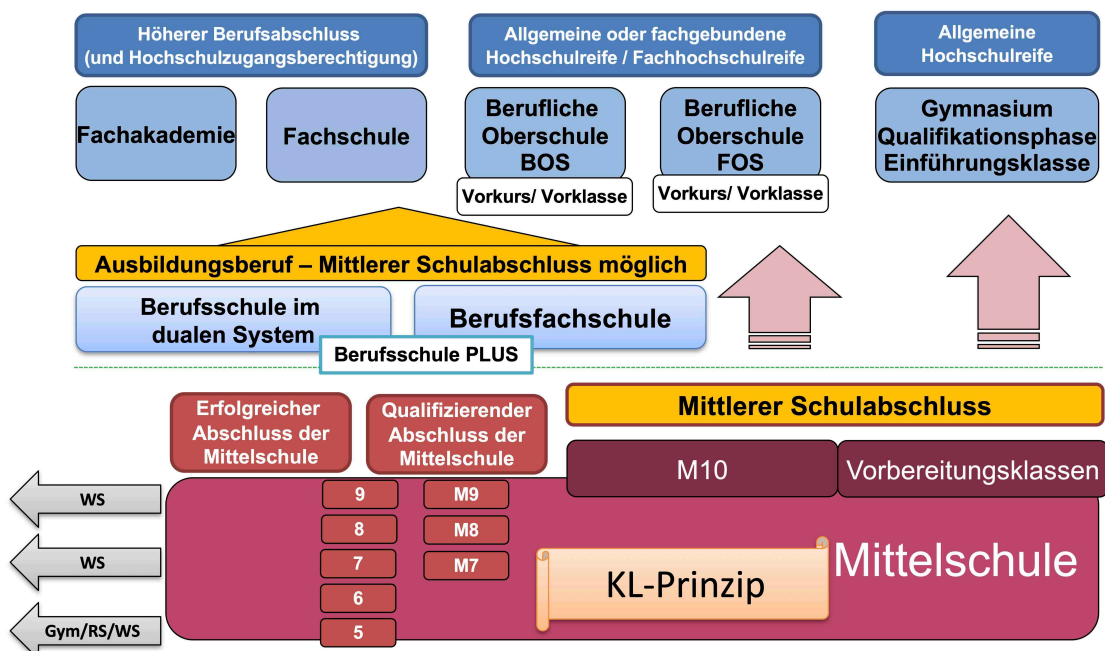 Höherer Berufsabschluss
(und Hochschulzugangsberechtigung)
Allgemeine oder fachgebundene
Hochschulreife / Fachhochschulreife
Allgemeine
Hochschulreife
Fachakademie
Fachschule
Berufliche
Oberschule
BOS
Vorkurs/ Vorklasse
Berufliche
Oberschule
FOS
Vorkurs/ Vorklasse
Gymnasium
Qualifikationsphase
Einführungsklasse
Ausbildungsberuf – Mittlerer Schulabschluss möglich
Berufsschule im
dualen System
Berufsfachschule
Berufsschule PLUS
Erfolgreicher
Abschluss der
Mittelschule
Qualifizierender
Abschluss der
Mittelschule
Mittlerer Schulabschluss
M10
Vorbereitungsklassen
WS
9
M9
8
M8
WS
7
M7
6
Gym/RS/WS
5
KL-Prinzip
Mittelschule